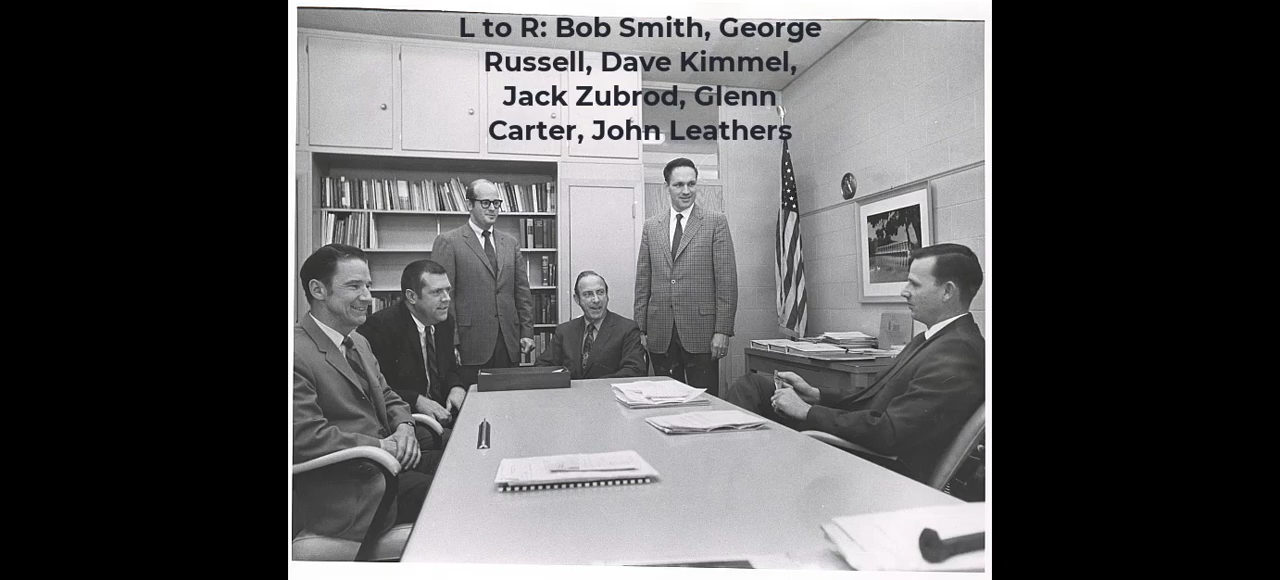 L to R: Bob Smith, George
Russell, Dave Kimmel,
Jack Zubrod, Glenn
Carter, John Leathers